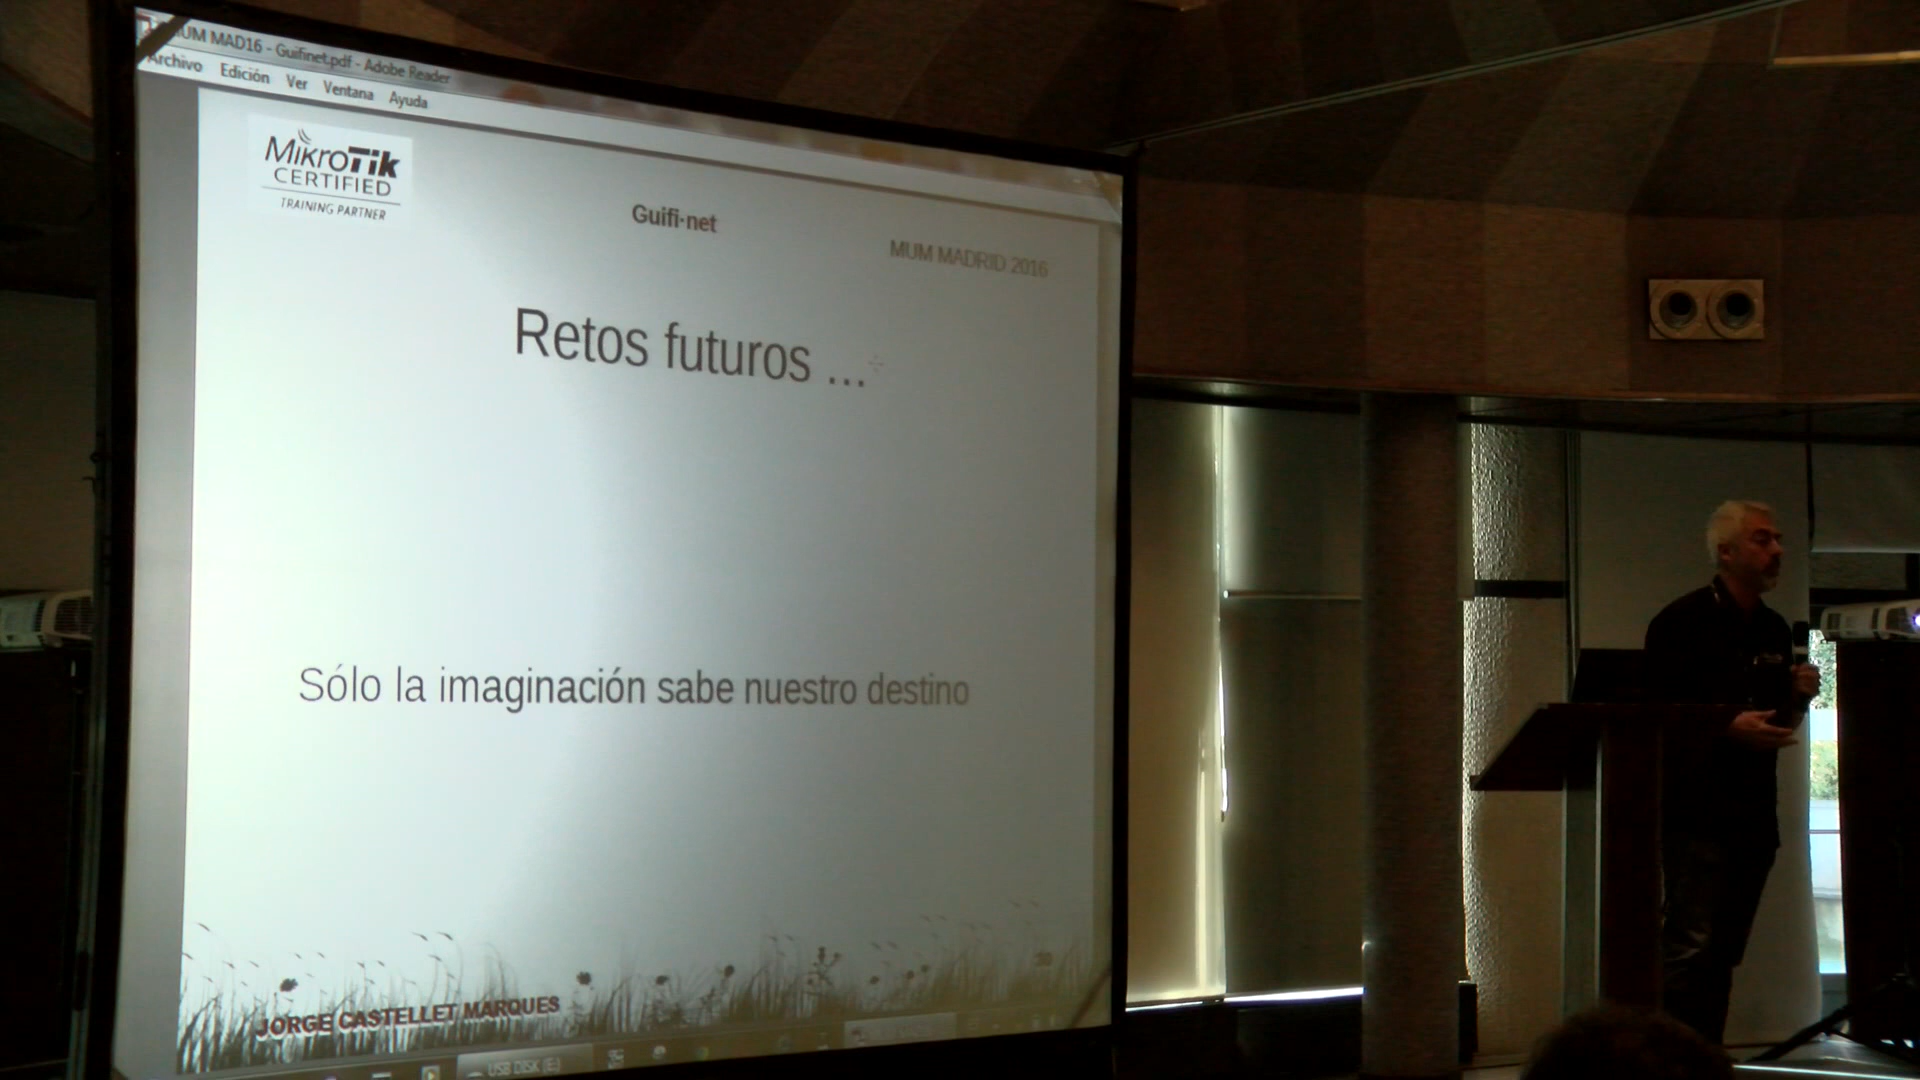 MUM MAD16 - Guifinet.pdf - Adobe Reader
Archivo Edición Ver Ventana Ayuda
MikroTik
CERTIFIED
TRAINING PARTNER
Guifi·net
MUM MADRID 2016
Retos futuros ...
Sólo la imaginación sabe nuestro destino
JORGE CASTELLET MARQUES
USB DISK (E:)